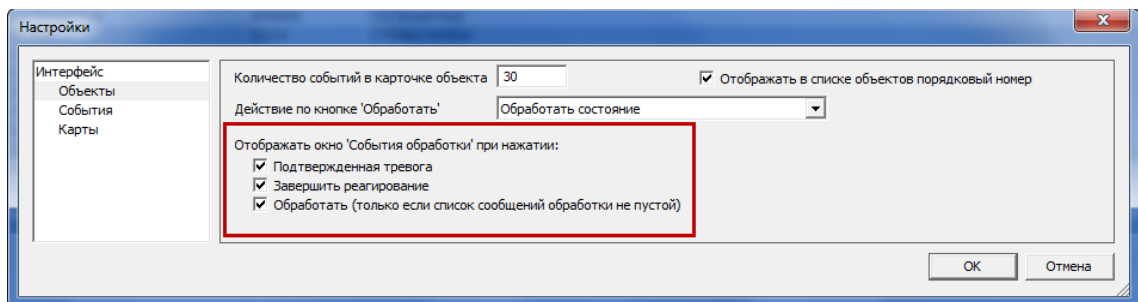 Настройки
Интерфейс
Объекты
События
Карты
Количество событий в карточке объекта 30
Отображать в списке объектов порядковый номер
Действие по кнопке 'Обработать' Обработать состояние
Отображать окно 'События обработки' при нажатии:
Подтвержденная тревога
Завершить реагирование
Обработать (только если список сообщений обработки не пустой)
OK Отмена